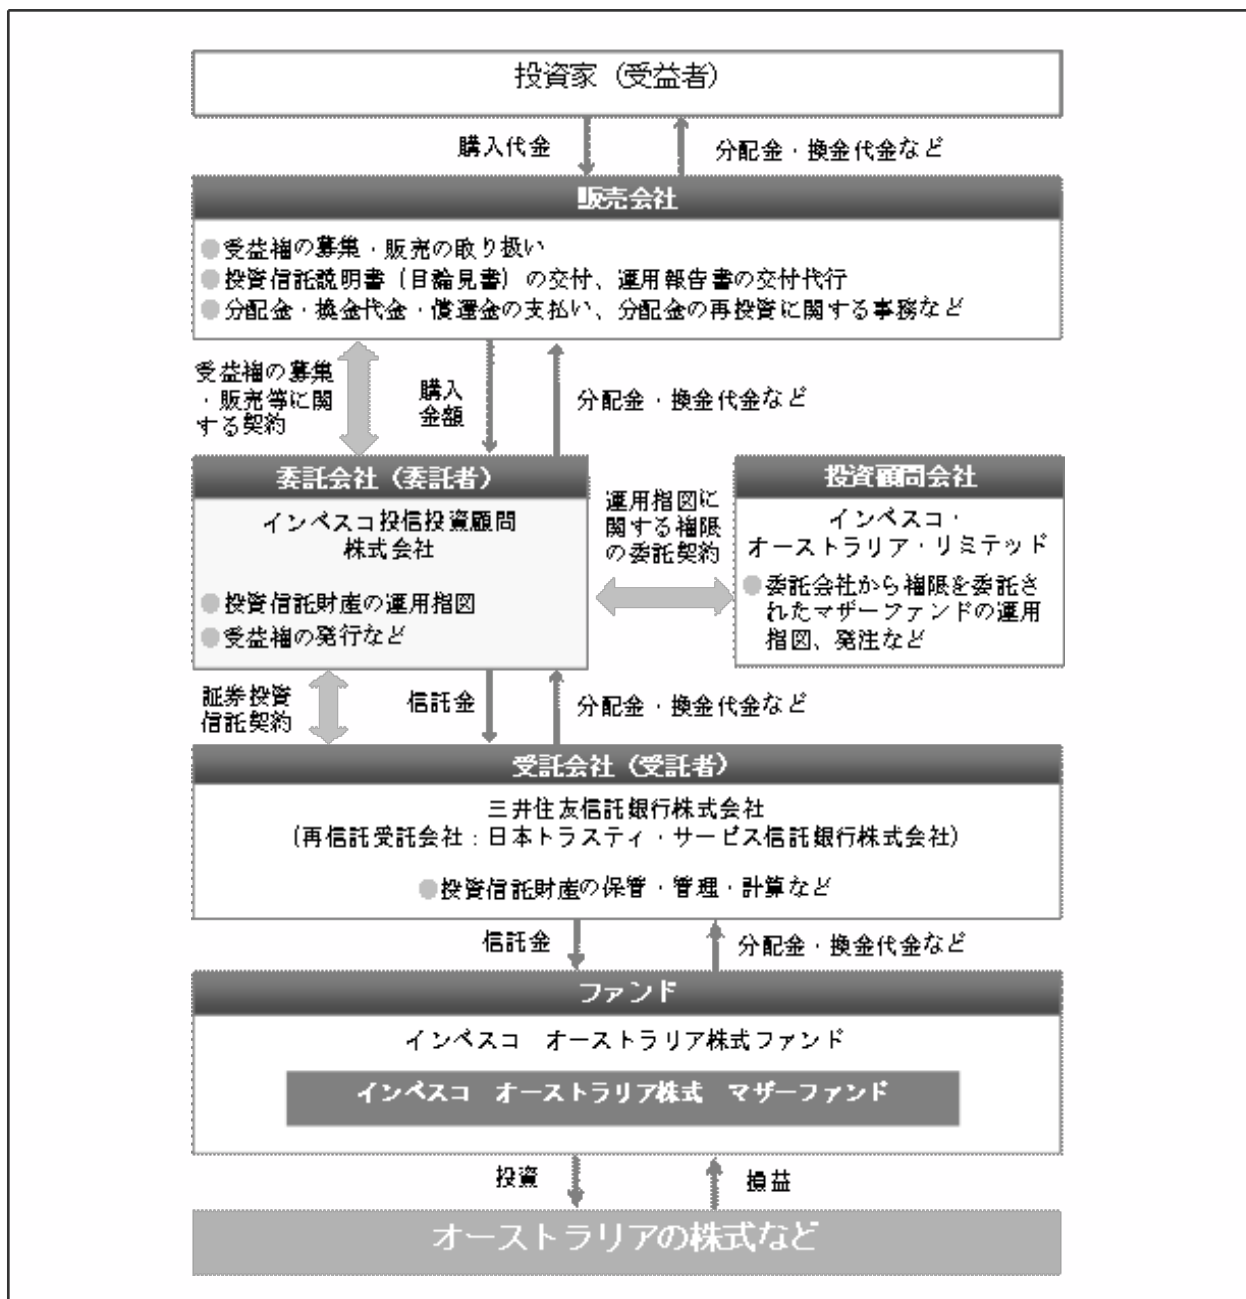 投資家（受益者）
購入代金
分配金・換金代金など
販売会社
●受益権の募集・販売の取り扱い
●投資信託説明書（目論見書）の交付、運用報告書の交付代行
●分配金・換金代金・償還金の支払い、分配金の再投資に関する事務など
受益権の募集
・販売等に関
する契約
購入
金額
分配金・換金代金など
委託会社（委託者）
インベスコ投信投資顧問
株式会社
●投資信託財産の運用指図
●受益権の発行など
運用指図に
関する権限
の委託契約
投資顧問会社
インベスコ・
オーストラリア・リミテッド
●委託会社から権限を委託さ
れたマザーファンドの運用
指図、発注など
証券投資
信託契約
信託金
分配金・換金代金など
受託会社（受託者）
三井住友信託銀行株式会社
(再信託受託会社：日本トラスティ・サービス信託銀行株式会社)
●投資信託財産の保管・管理・計算など
信託金
分配金・換金代金など
ファンド
インベスコ　オーストラリア株式ファンド
インベスコ　オーストラリア株式　マザーファンド
投資
損益
オーストラリアの株式など